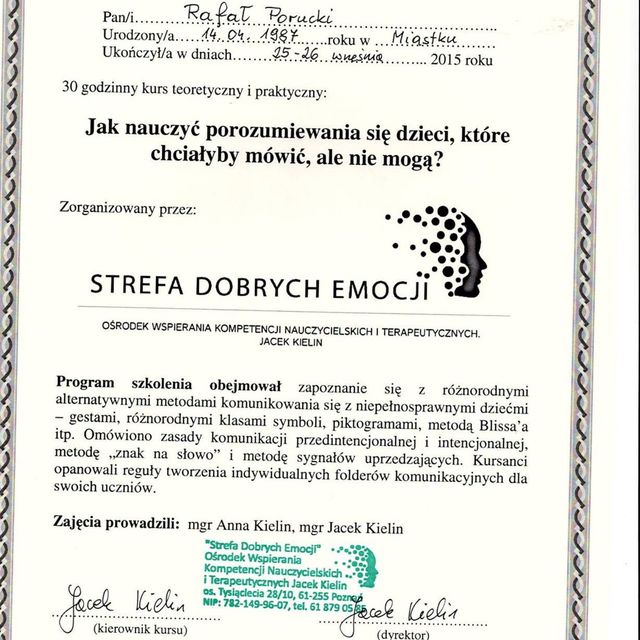 Pan/i Rafał Porucki
Urodzony/a 14.04.1987 roku w Miastku
Ukończył/a w dniach 25-26 września 2015 roku
30 godzinny kurs teoretyczny i praktyczny:
Jak nauczyć porozumiewania się dzieci, które
chciałyby mówić, ale nie mogą?
Zorganizowany przez:
STREFA DOBRYCH EMOCJI
OŚRODEK WSPIERANIA KOMPETENCJI NAUCZYCIELSKICH I TERAPEUTYCZNYCH.
JACEK KIELIN
Program szkolenia obejmował zapoznanie się z różnorodnymi
alternatywnymi metodami komunikowania się z niepełnosprawnymi dziećmi
– gestami, różnorodnymi klasami symboli, piktogramami, metodą Blissa’a
itp. Omówiono zasady komunikacji przedintencjonalnej i intencjonalnej,
metodę „znak na słowo” i metodę sygnałów uprzedzających. Kursanci
opanowali reguły tworzenia indywidualnych folderów komunikacyjnych dla
swoich uczniów.
Zajęcia prowadzili: mgr Anna Kielin, mgr Jacek Kielin
"Strefa Dobrych Emocji"
Ośrodek Wspierania
Kompetencji Nauczycielskich
i Terapeutycznych Jacek Kielin
os. Tysiąclecia 28/10, 61-255 Poznań
NIP: 782-149-96-07, tel. 61 879 05
Jacek Kielin Jacek Kielin
(kierownik kursu) (dyrektor)